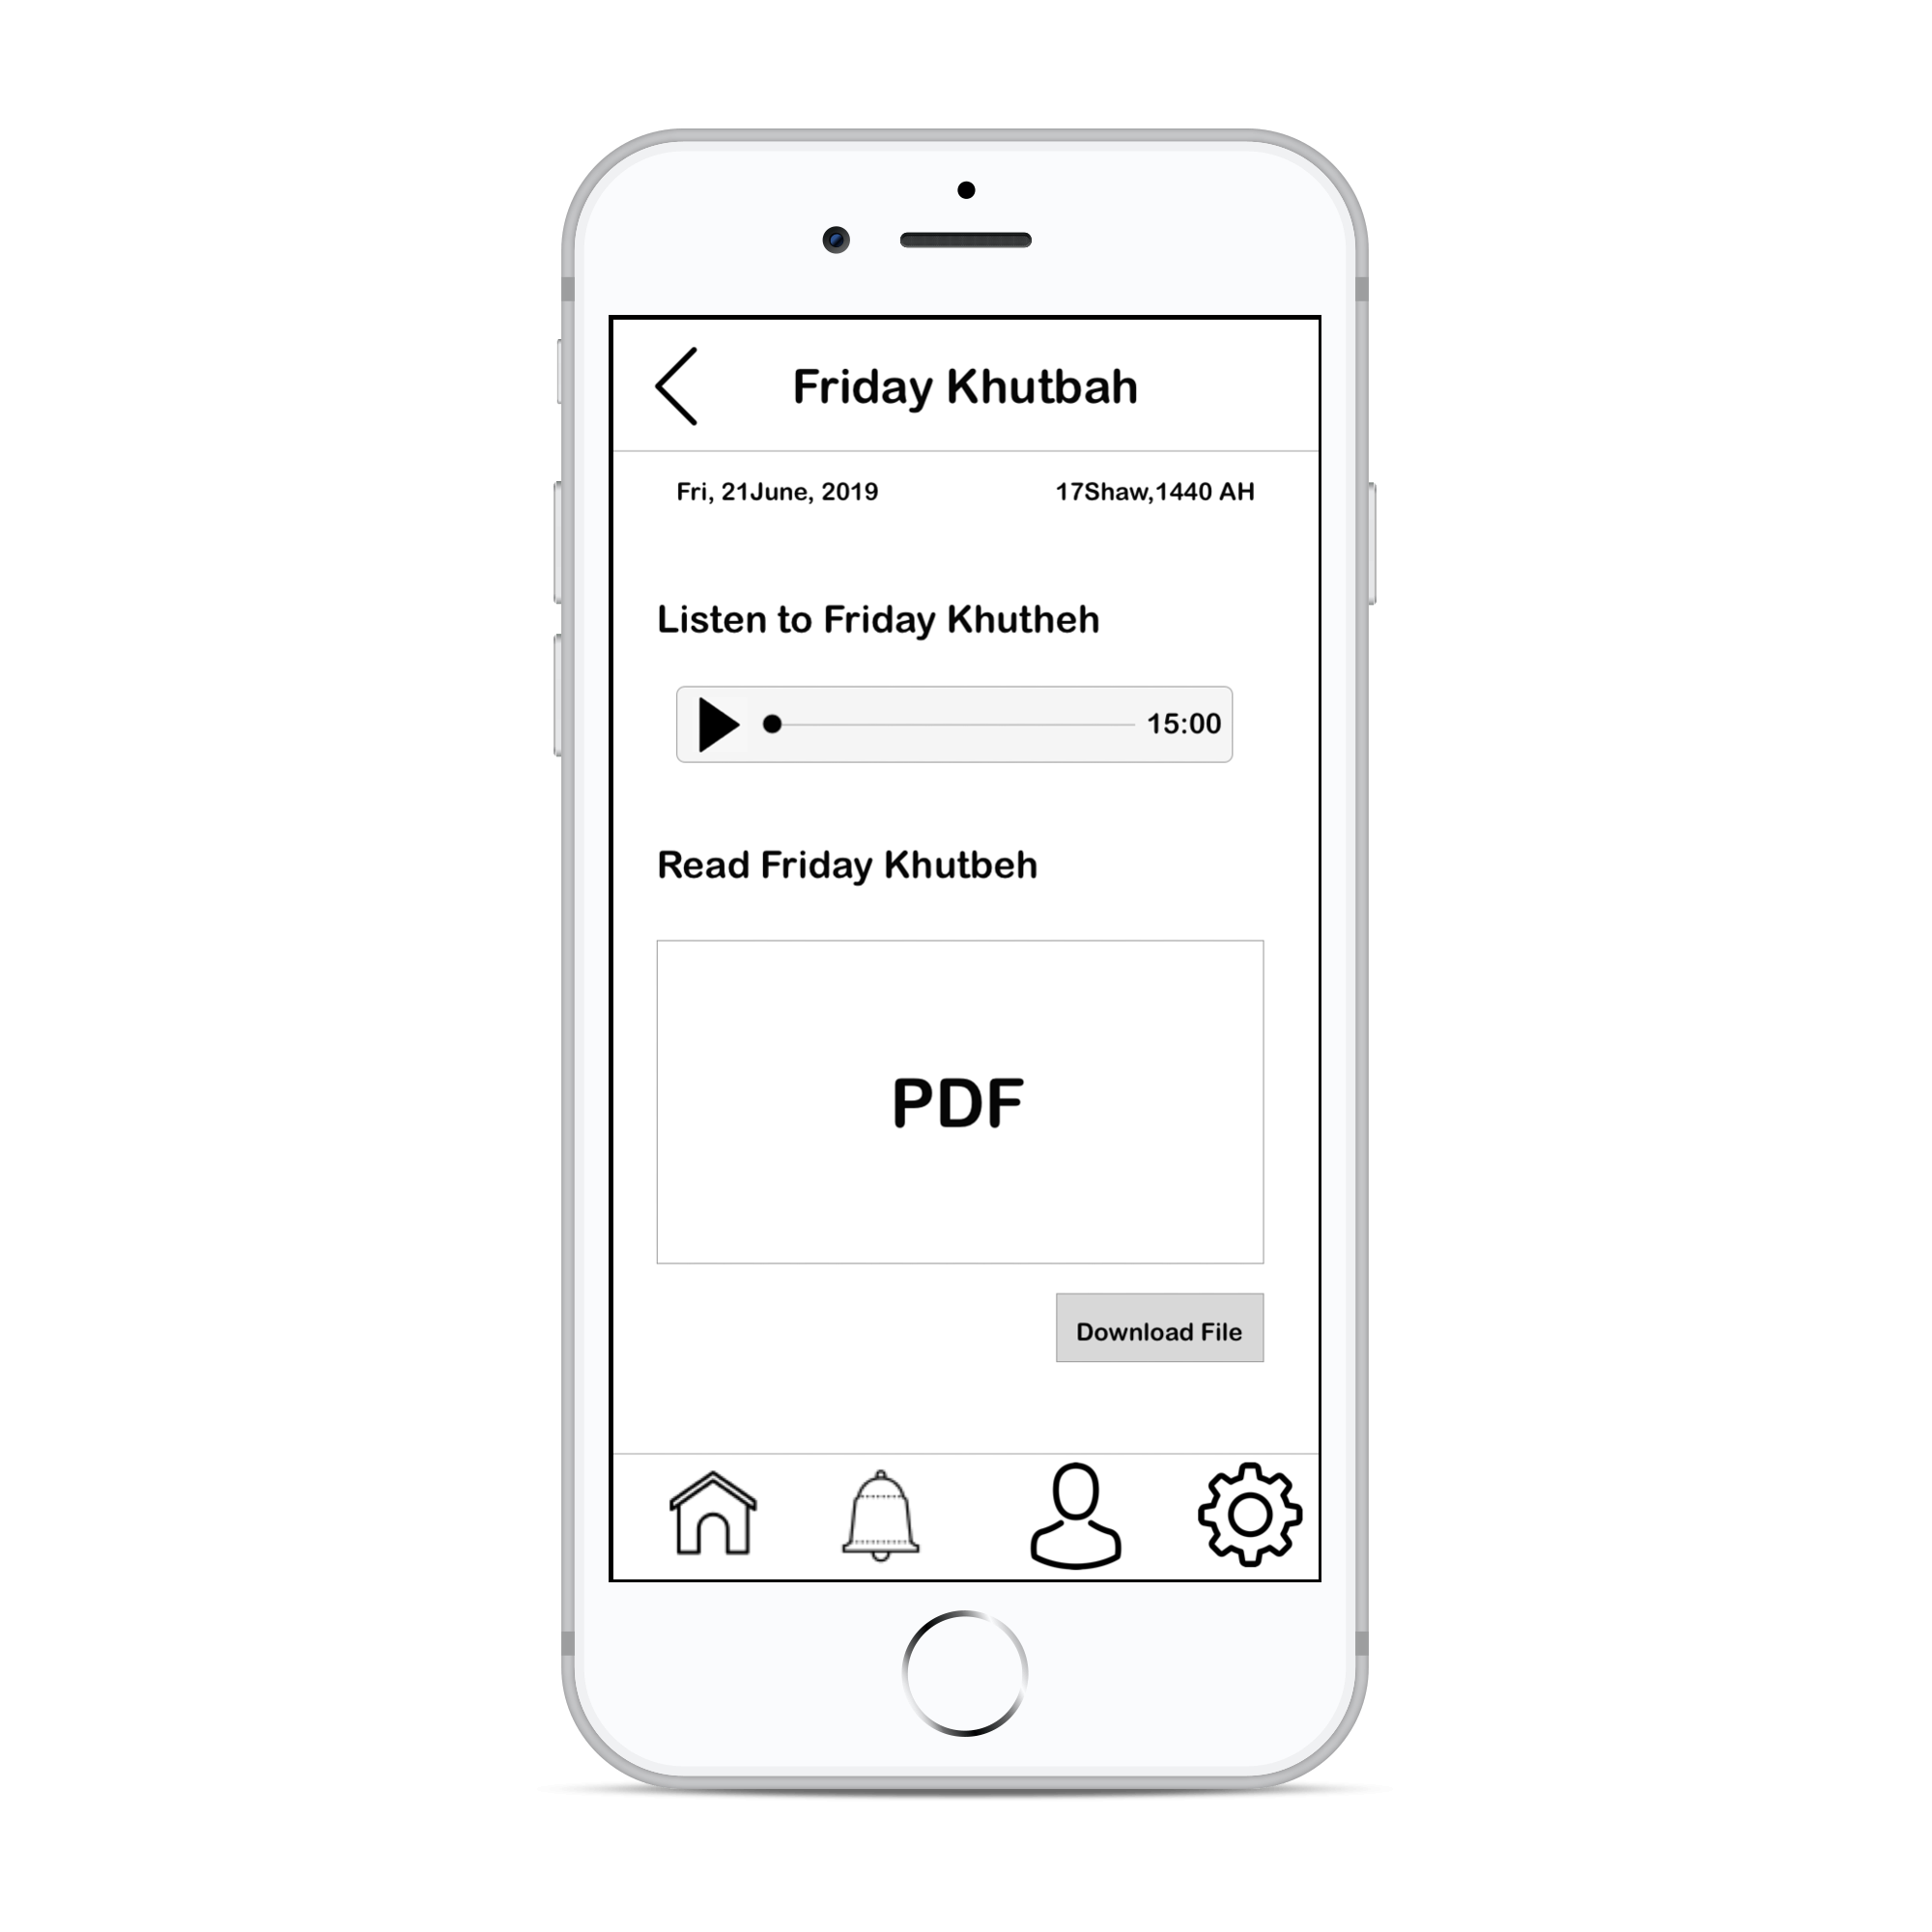 Friday Khutbah
Fri, 21June, 2019 17Shaw,1440 AH
Listen to Friday Khutheh
15:00
Read Friday Khutbeh
PDF
Download File